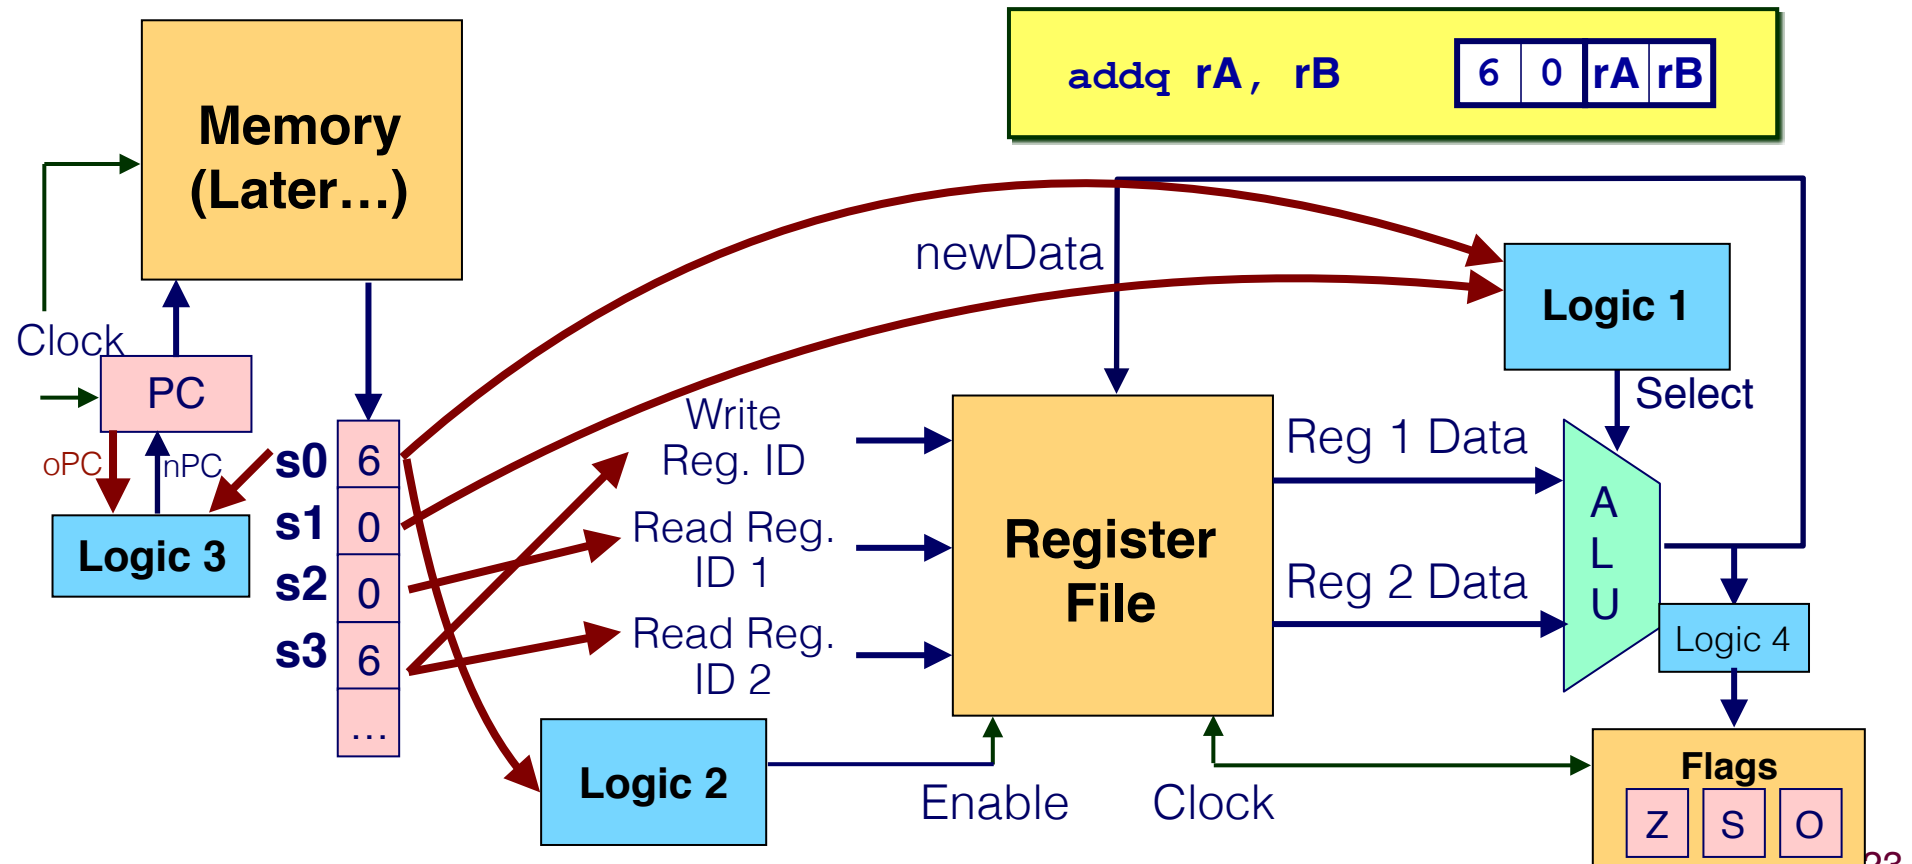 addq rA, rB
6 0 rA rB
Memory
(Later...)
newData
Logic 1
Clock
PC
Select
oPC
nPC
s0 6
s1 0
s2 0
s3 6
...
Write
Reg. ID
Read Reg.
ID 1
Read Reg.
ID 2
Register
File
Reg 1 Data
Reg 2 Data
A
L
U
Logic 3
Logic 4
Logic 2
Enable
Clock
Flags
Z S O